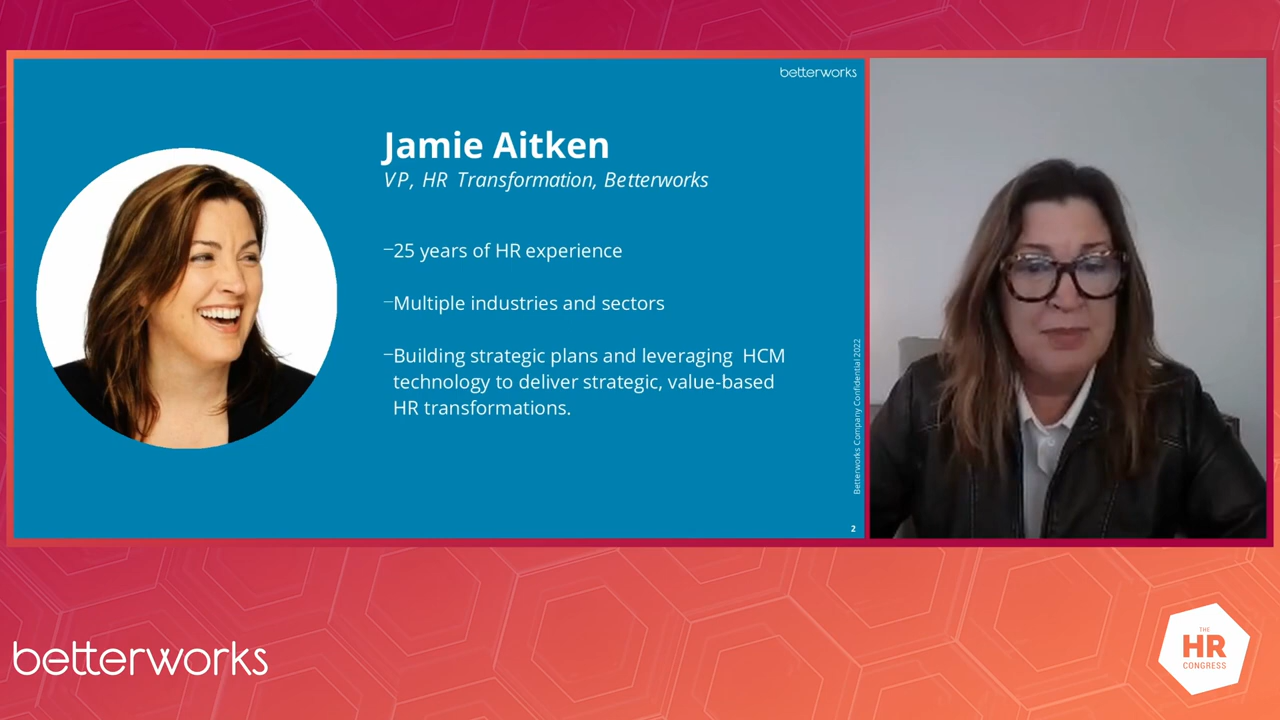 betterworks
Jamie Aitken
VP, HR Transformation, Betterworks
–25 years of HR experience
–Multiple industries and sectors
–Building strategic plans and leveraging HCM
technology to deliver strategic, value-based
HR transformations.
Betterworks Company Confidential 2022
2
betterworks
THE
HR
CONGRESS